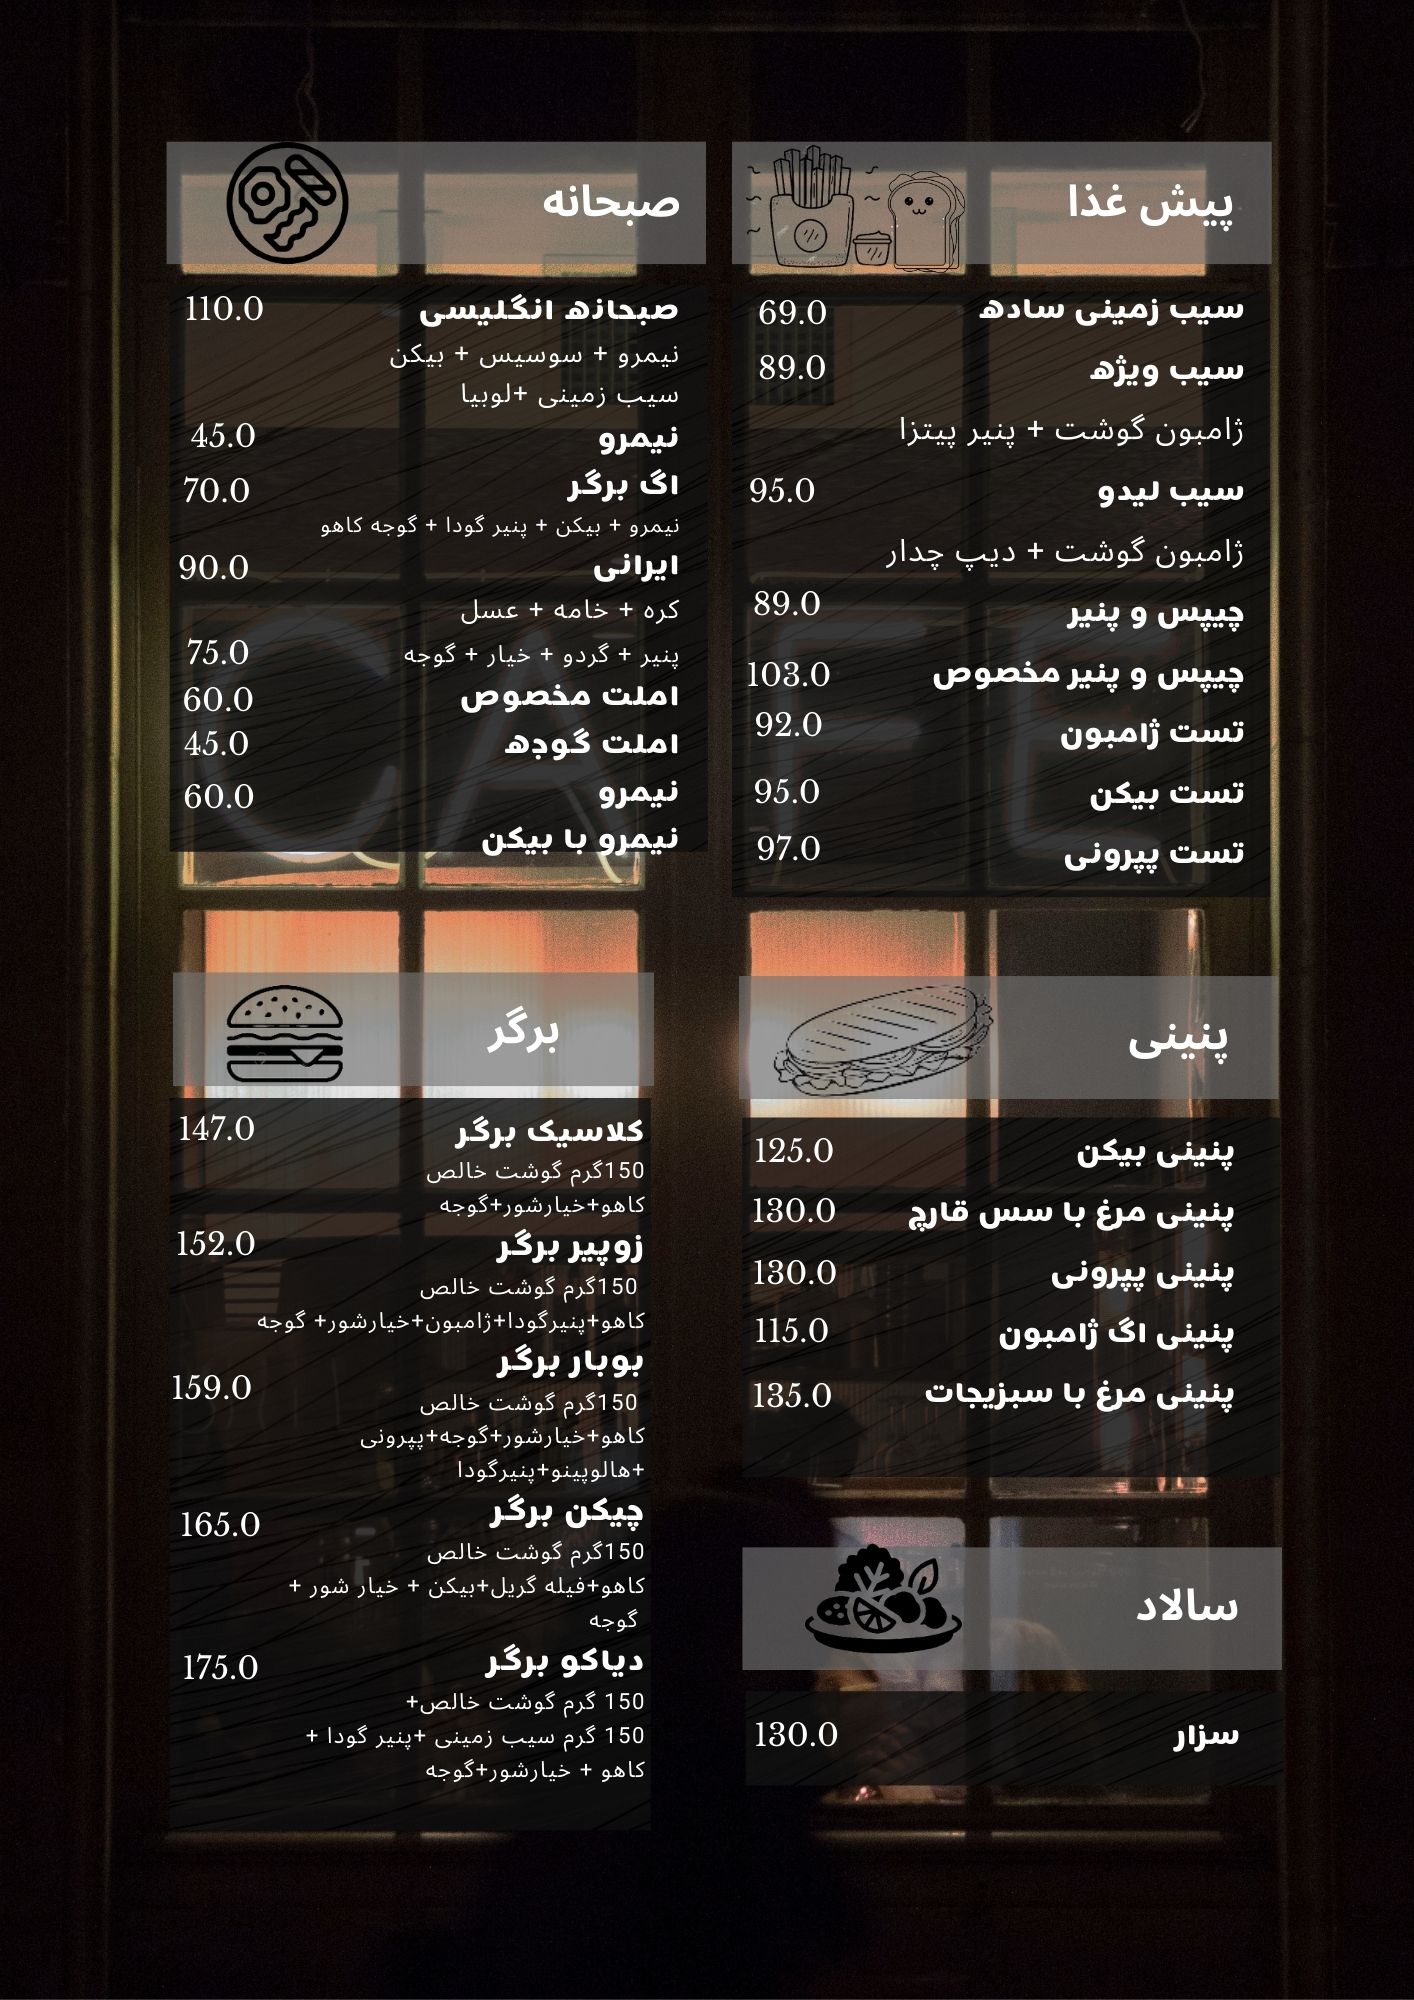 پیش غذا
سیب زمینی ساده 69.0
سیب ویژه 89.0
ژامبون گوشت + پنیر پیتزا
سیب لیدو 95.0
ژامبون گوشت + دیپ چدار
چیپس و پنیر 89.0
چیپس و پنیر مخصوص 103.0
تست ژامبون 92.0
تست بیکن 95.0
تست پپرونی 97.0
صبحانه
صبحانه انگلیسی 110.0
نیمرو + سوسیس + بیکن
سیب زمینی +لوبیا
نیمرو 45.0
اگ برگر 70.0
نیمرو + بیکن + پنیر گودا + گوجه کاهو
ایرانی 90.0
کره + خامه + عسل
پنیر + گردو + خیار + گوجه 75.0
املت مخصوص 60.0
املت گوجه 45.0
نیمرو 60.0
نیمرو با بیکن
پنینی
پنینی بیکن 125.0
پنینی مرغ با سس قارچ 130.0
پنینی پپرونی 130.0
پنینی اگ ژامبون 115.0
پنینی مرغ با سبزیجات 135.0
سالاد
سزار 130.0
برگر
کلاسیک برگر 147.0
150گرم گوشت خالص
کاهو+خیارشور+گوجه
زوپیر برگر 152.0
150گرم گوشت خالص
کاهو+پنیرگودا+ژامبون+خیارشور+ گوجه
بوبار برگر
159.0
150گرم گوشت خالص
کاهو+خیارشور+گوجه+پپرونی
+هالوپینو+پنیرگودا
چیکن برگر 165.0
150گرم گوشت خالص
کاهو+فیله گریل+بیکن + خیار شور +
گوجه
دیاکو برگر 175.0
150 گرم گوشت خالص+
150 گرم سیب زمینی +پنیر گودا +
کاهو + خیارشور+گوجه
CAFE